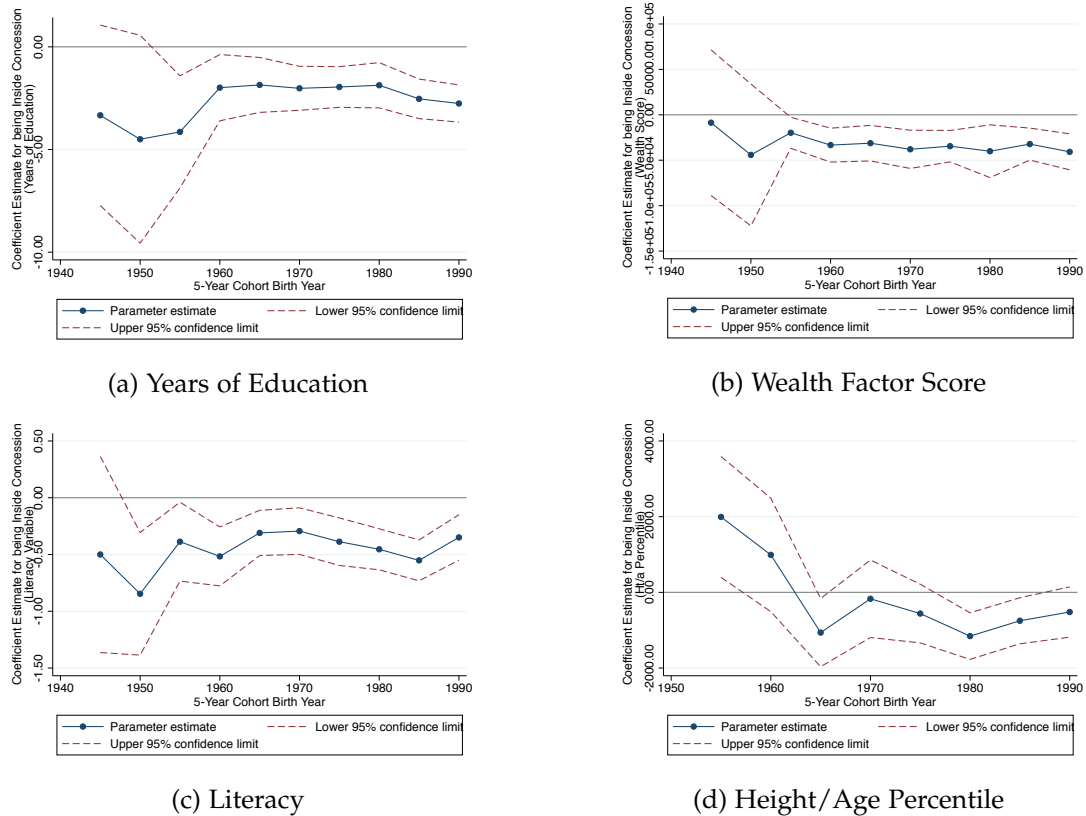 Coefficient Estimate for being Inside Concession
(Years of Education)
0.00
-5.00
-10.00
1940 1950 1960 1970 1980 1990
5-Year Cohort Birth Year
Parameter estimate Lower 95% confidence limit
Upper 95% confidence limit
(a) Years of Education
Coefficient Estimate for being Inside Concession
(Wealth Score)
1.0e+05
50000.00
0.00
-5.0e+04
-1.0e+05
-1.5e+05
1940 1950 1960 1970 1980 1990
5-Year Cohort Birth Year
Parameter estimate Lower 95% confidence limit
Upper 95% confidence limit
(b) Wealth Factor Score
Coefficient Estimate for being Inside Concession
(Literacy Variable)
0.50
0.00
-0.50
-1.00
-1.50
1940 1950 1960 1970 1980 1990
5-Year Cohort Birth Year
Parameter estimate Lower 95% confidence limit
Upper 95% confidence limit
(c) Literacy
Coefficient Estimate for being Inside Concession
(Ht/a Percentile)
4000.00
2000.00
0.00
-2000.00
1950 1960 1970 1980 1990
5-Year Cohort Birth Year
Parameter estimate Lower 95% confidence limit
Upper 95% confidence limit
(d) Height/Age Percentile